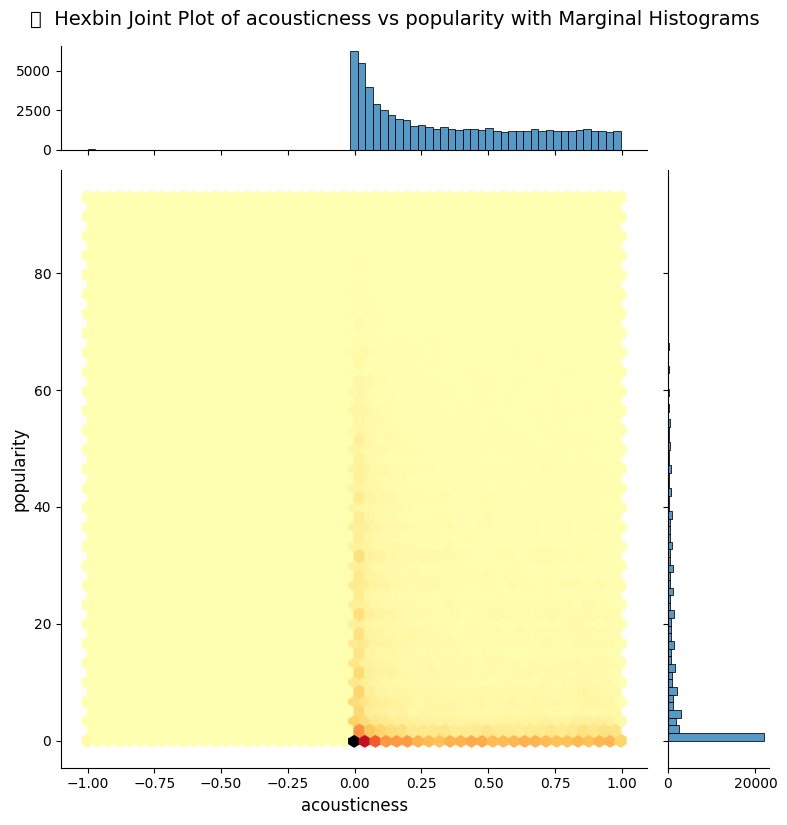 Hexbin Joint Plot of acousticness vs popularity with Marginal Histograms
5000
2500
0
80
60
40
20
0
popularity
−1.00 −0.75 −0.50 −0.25 0.00 0.25 0.50 0.75 1.00
0 20000
acousticness